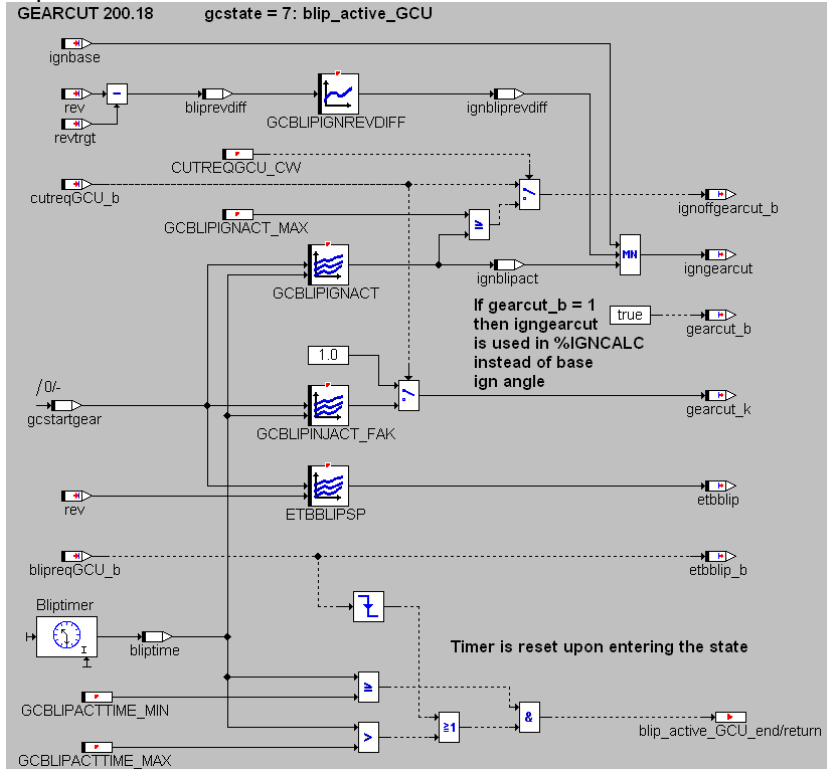 GEARCUT 200.18 gcstate = 7: blip_active_GCU
ignbase
rev
revtrgt
-
bliprevdiff
GCBLIPIGNREVDIFF
ignbliprevdiff
CUTREQGCU_CW
cutreqGCU_b
GCBLIPIGNACT_MAX
≥
ignoffgearcut_b
GCBLIPIGNACT
ignblipact
MN
igngearcut
If gearcut_b = 1
then igngearcut
is used in %IGNCALC
instead of base
ign angle
true
gearcut_b
1.0
/ 0/-
gcstartgear
GCBLIPINJACT_FAK
gearcut_k
rev
ETBBLIPSP
etbblip
blipreqGCU_b
etbblip_b
Bliptimer
bliptime
Timer is reset upon entering the state
GCBLIPACTTIME_MIN
≥
≥1
&
blip_active_GCU_end/return
>
GCBLIPACTTIME_MAX